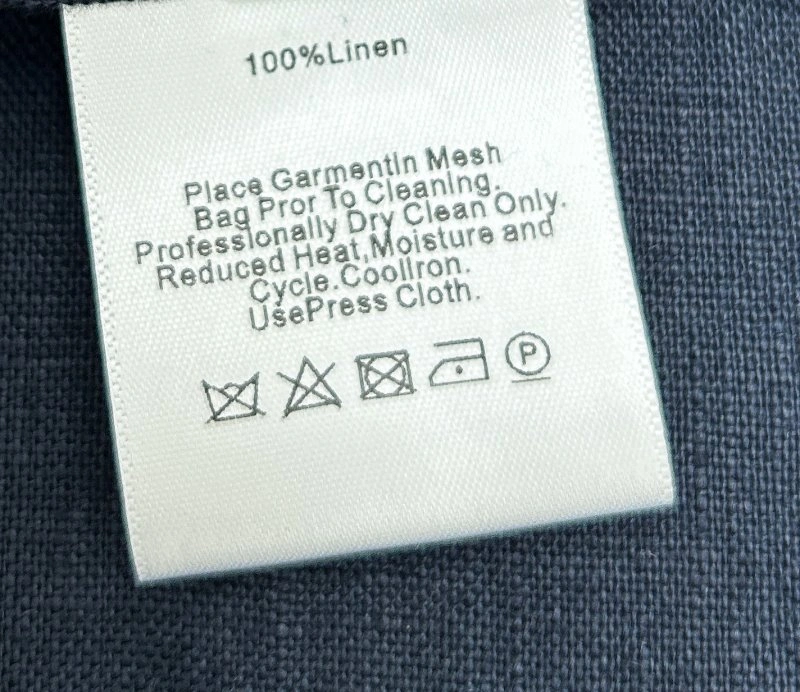 100%Linen
Place GarmentIn Mesh
Bag Pror To Cleaning.
Professionally Dry Clean Only.
Reduced Heat,Moisture and
Cycle.CoolIron.
UsePress Cloth.
P